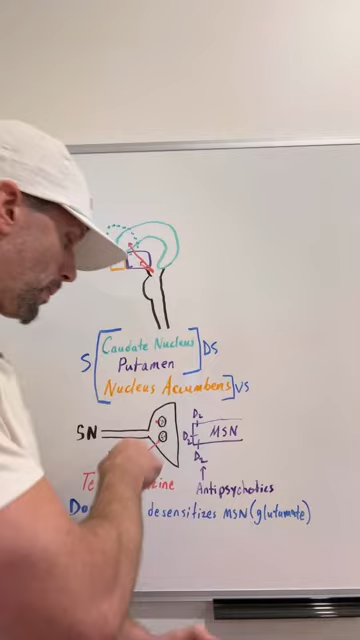 S Caudate Nucleus DS
Putamen
Nucleus Accumbens VS
SN
D2
D2 MSN
D2
Antipsychotics
desensitizes MSN (glutamate)